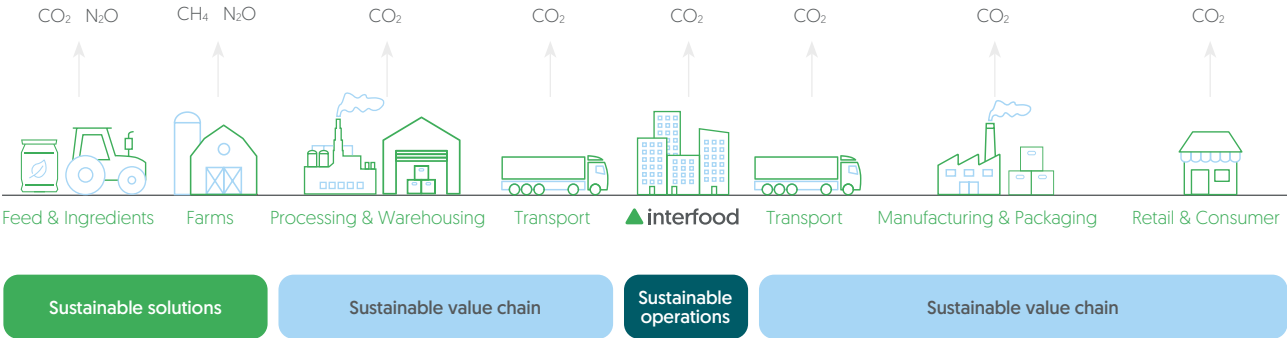 CO₂ N₂O
CH₄ N₂O
CO₂
CO₂
CO₂
CO₂
CO₂
CO₂
Feed & Ingredients
Farms
Processing & Warehousing
Transport
interfood
Transport
Manufacturing & Packaging
Retail & Consumer
Sustainable solutions
Sustainable value chain
Sustainable
operations
Sustainable value chain